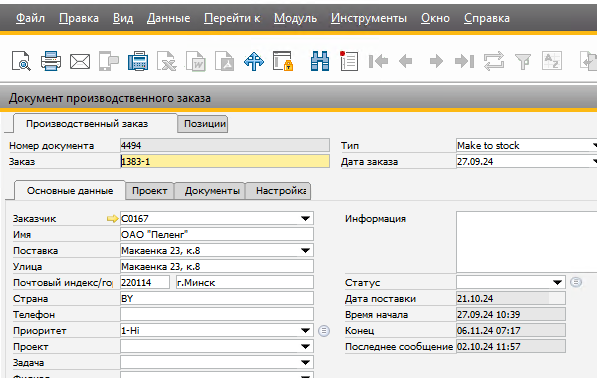 Файл Правка Вид Данные Перейти к Модуль Инструменты Окно Справка
Документ производственного заказа
Производственный заказ Позиции
Номер документа 4494 Тип Make to stock
Заказ 1383-1 Дата заказа 27.09.24
Основные данные Проект Документы Настройка
Заказчик C0167 Информация
Имя ОАО "Пеленг"
Поставка Макаенка 23, к.8
Улица Макаенка 23, к.8
Почтовый индекс/гор 220114 г.Минск Статус
Страна BY Дата поставки 21.10.24
Телефон Время начала 27.09.24 10:39
Приоритет 1-Hi Конец 06.11.24 07:17
Проект Последнее сообщение 02.10.24 11:57
Задача